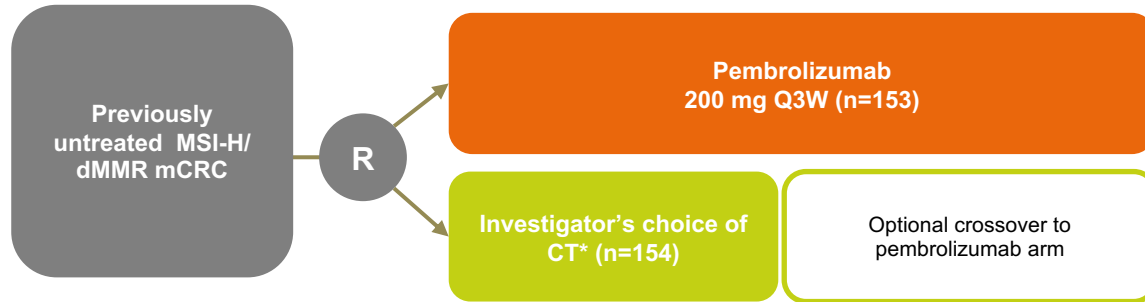 Previously
untreated  MSI-H/
dMMR mCRC
R
Pembrolizumab
200 mg Q3W (n=153)
Investigator's choice of
CT* (n=154)
Optional crossover to
pembrolizumab arm